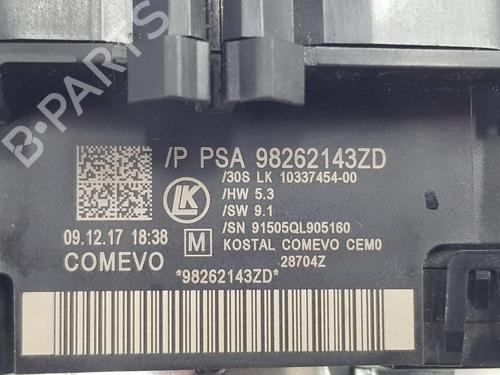 B-PARTS
/P PSA 98262143ZD
/30S LK 10337454-00
/HW 5.3
LK
/SW 9.1
/SN 91505QL905160
09.12.17 18:38
M
KOSTAL COMEVO CEM0
COMEVO
28704Z
*98262143ZD*